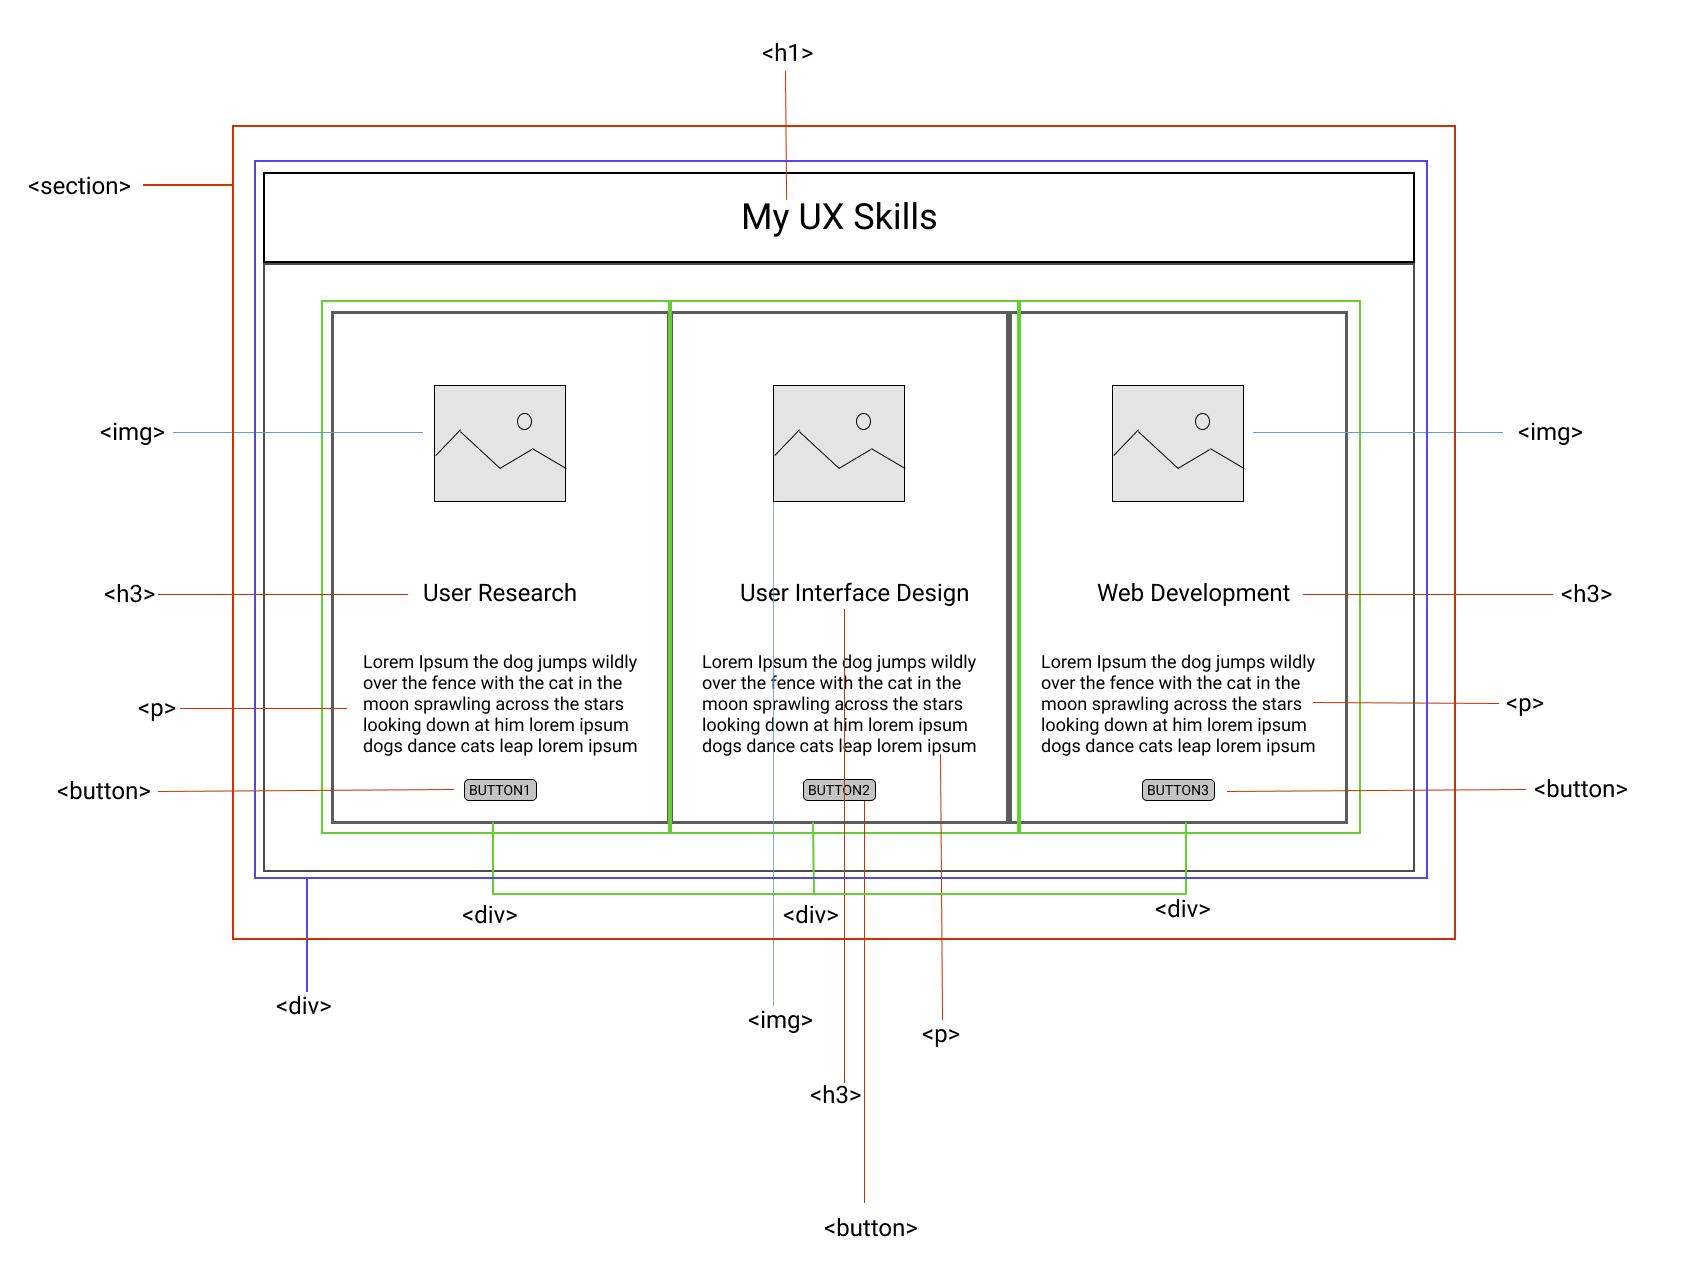 <h1>
<section>
My UX Skills
<img>
<img>
<h3>
User Research
User Interface Design
Web Development
<h3>
Lorem Ipsum the dog jumps wildly
over the fence with the cat in the
moon sprawling across the stars
looking down at him lorem ipsum
dogs dance cats leap lorem ipsum
Lorem Ipsum the dog jumps wildly
over the fence with the cat in the
moon sprawling across the stars
looking down at him lorem ipsum
dogs dance cats leap lorem ipsum
Lorem Ipsum the dog jumps wildly
over the fence with the cat in the
moon sprawling across the stars
looking down at him lorem ipsum
dogs dance cats leap lorem ipsum
<p>
<p>
<button>
BUTTON1
BUTTON2
BUTTON3
<button>
<div>
<div>
<div>
<div>
<img>
<p>
<h3>
<button>